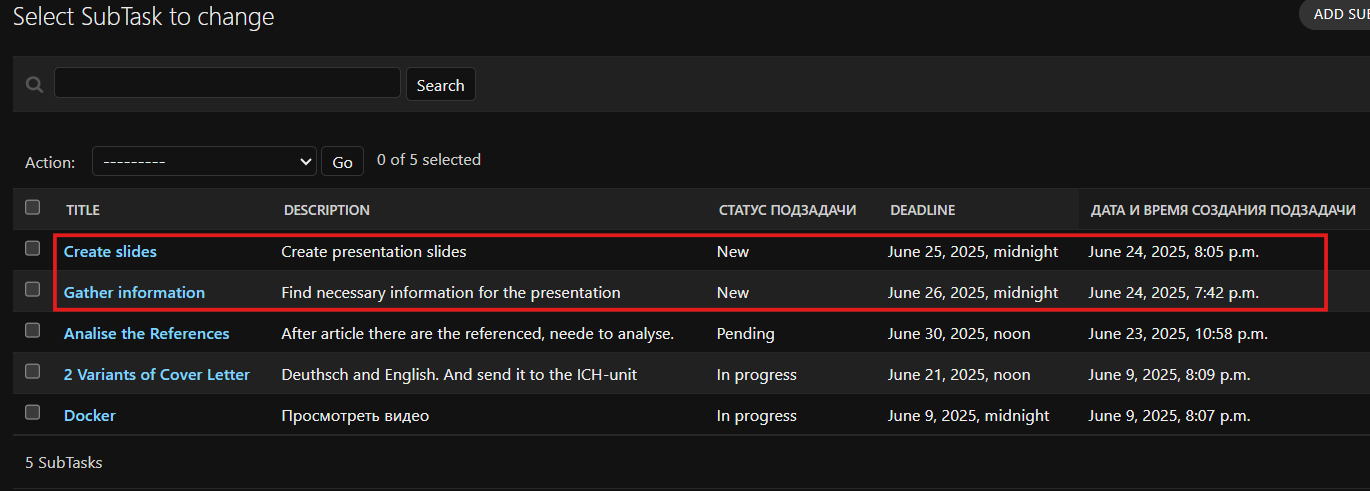 Select SubTask to change
ADD SUB
Search
Action: --------- Go 0 of 5 selected
TITLE DESCRIPTION СТАТУС ПОДЗАДАЧИ DEADLINE ДАТА И ВРЕМЯ СОЗДАНИЯ ПОДЗАДАЧИ
Create slides Create presentation slides New June 25, 2025, midnight June 24, 2025, 8:05 p.m.
Gather information Find necessary information for the presentation New June 26, 2025, midnight June 24, 2025, 7:42 p.m.
Analise the References After article there are the referenced, neede to analyse. Pending June 30, 2025, noon June 23, 2025, 10:58 p.m.
2 Variants of Cover Letter Deuthsch and English. And send it to the ICH-unit In progress June 21, 2025, noon June 9, 2025, 8:09 p.m.
Docker Просмотреть видео In progress June 9, 2025, midnight June 9, 2025, 8:07 p.m.
5 SubTasks